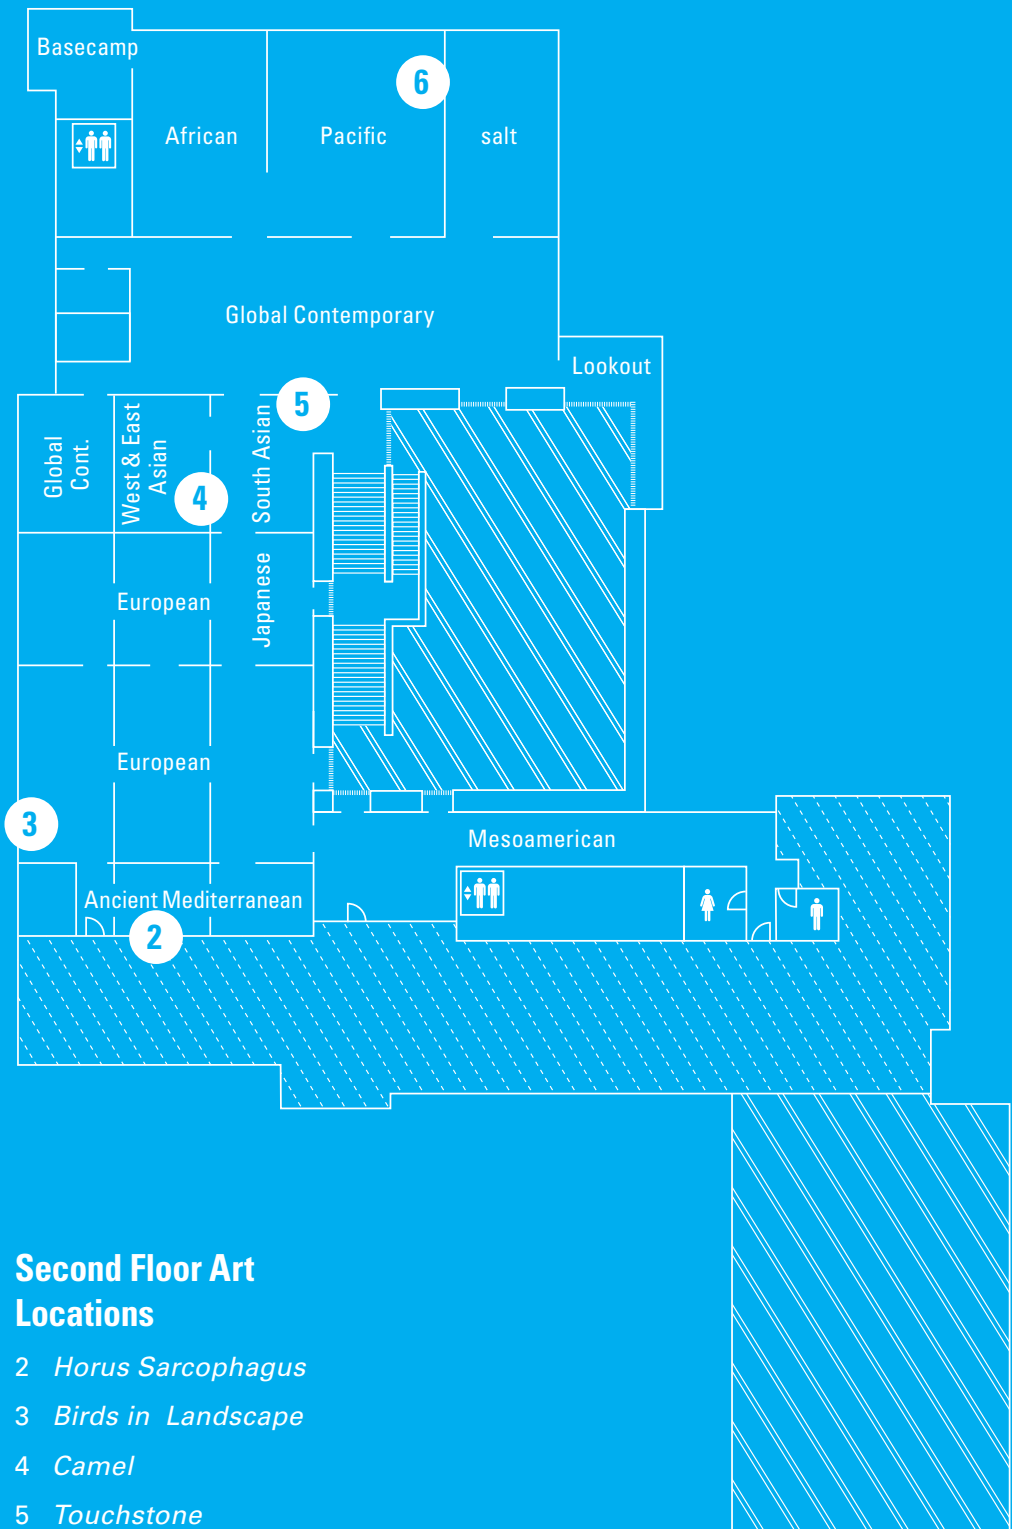 Basecamp
6
African
Pacific
salt
Global Contemporary
Lookout
5
Global
Cont.
West & East
Asian
4
South Asian
European
Japanese
European
3
Mesoamerican
Ancient Mediterranean
2
Second Floor Art
Locations
2 Horus Sarcophagus
3 Birds in Landscape
4 Camel
5 Touchstone